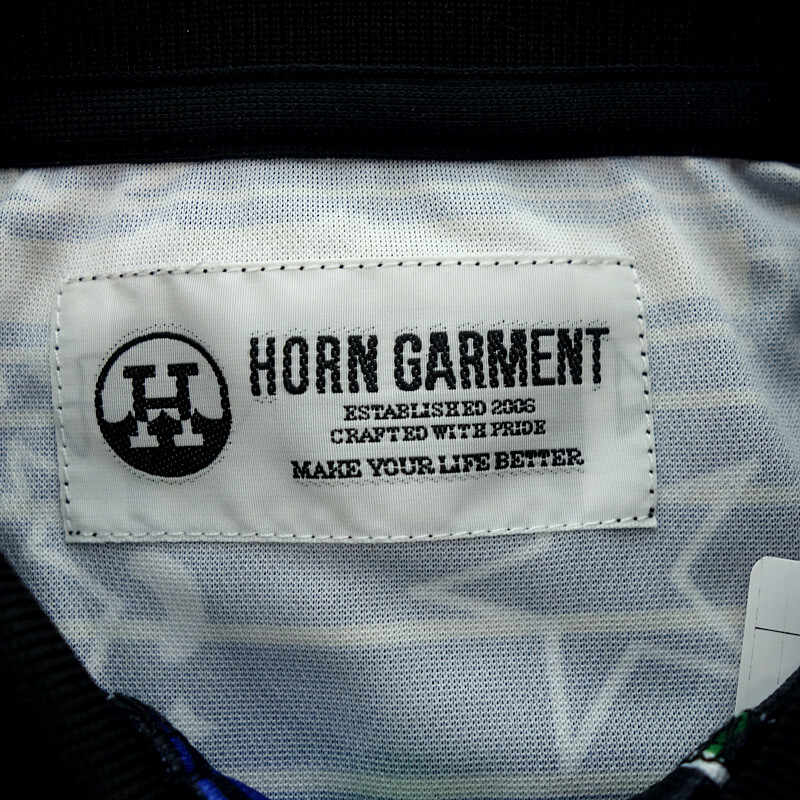 H
HORN GARMENT
ESTABLISHED 2006
CRAFTED WITH PRIDE
MAKE YOUR LIFE BETTER